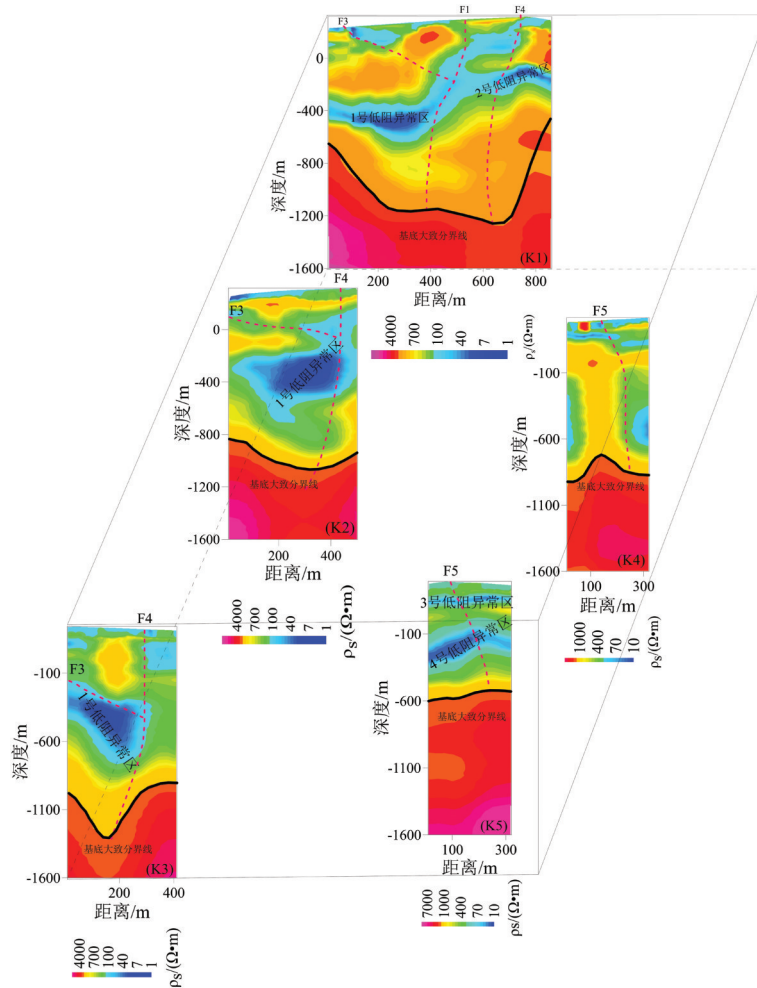 F3
F1
F4
0
-400
-800
-1200
-1600
深度/m
1号低阻异常区
2号低阻异常区
基底大致分界线
(K1)
200
400
600
800
距离/m
F3
F4
0
-400
-800
-1200
-1600
深度/m
1号低阻异常区
基底大致分界线
(K2)
200
400
距离/m
4000
700
100
40
7
1
ρs/(Ω•m)
F5
-100
-600
-1100
-1600
深度/m
基底大致分界线
(K4)
100
300
距离/m
4000
700
100
40
7
1
ρs/(Ω•m)
1000
400
70
10
ρs/(Ω•m)
F3
F4
-100
-600
-1100
-1600
深度/m
1号低阻异常区
基底大致分界线
(K3)
200
400
距离/m
F5
-100
-600
-1100
-1600
深度/m
3号低阻异常区
4号低阻异常区
基底大致分界线
(K5)
100
300
距离/m
4000
700
100
40
7
1
ρs/(Ω•m)
7000
1000
400
70
10
ρs/(Ω•m)